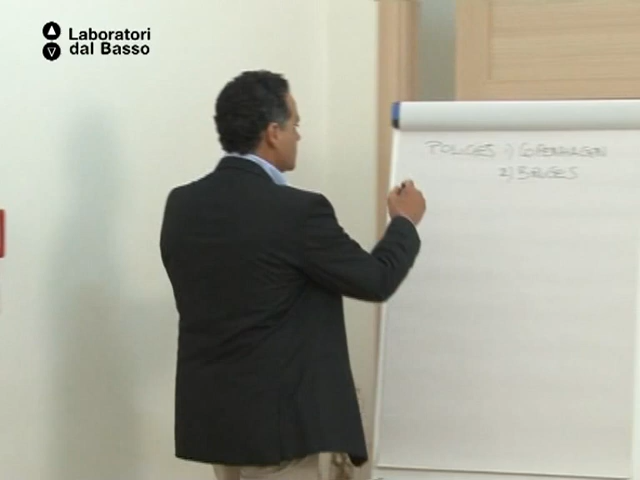 Laboratori
dal Basso
POLICIES 1) COPENHAGEN
2) BRUGES